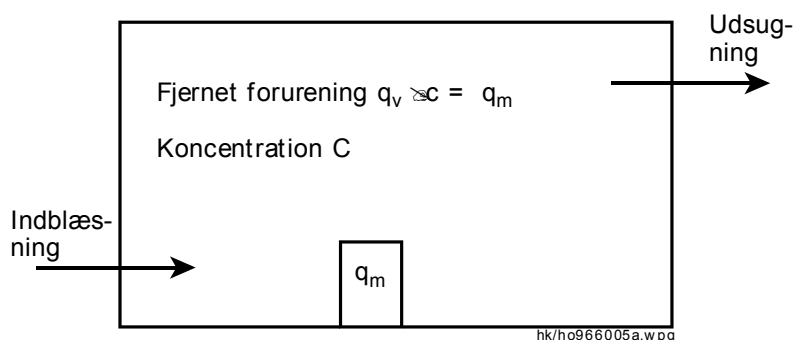 Udsug-
ning
Fjernet forurening qv ·c = qm
Koncentration C
Indblæs-
ning
qm
hk/ho966005a.wpg